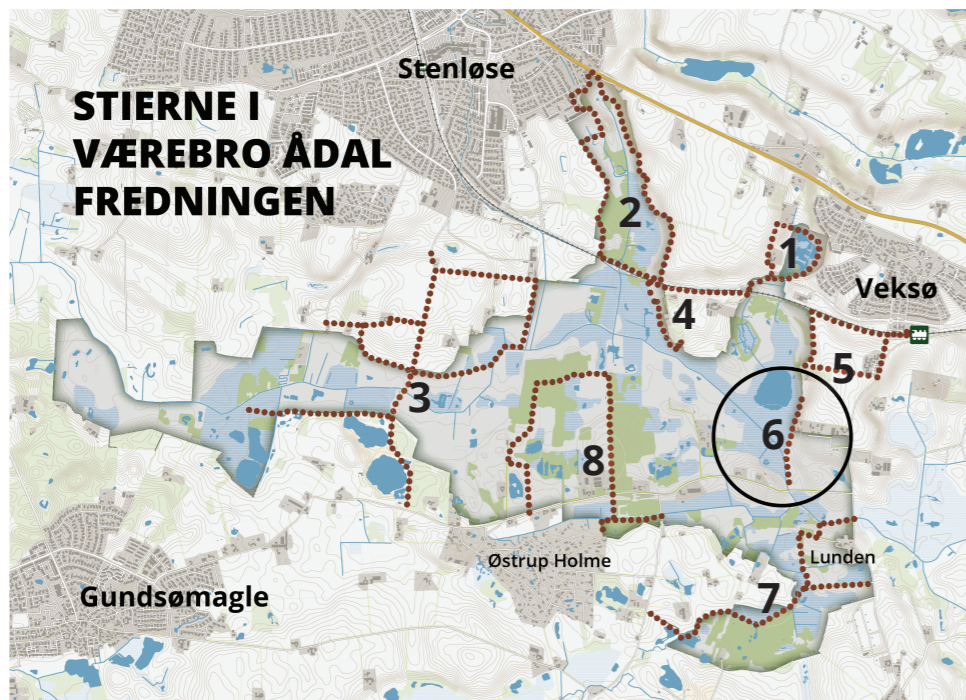 Stenløse
STIERNE I
VÆREBRO ÅDAL
FREDNINGEN
2
1
Veksø
4
5
3
6
8
Østrup Holme
Lunden
Gundsømagle
7